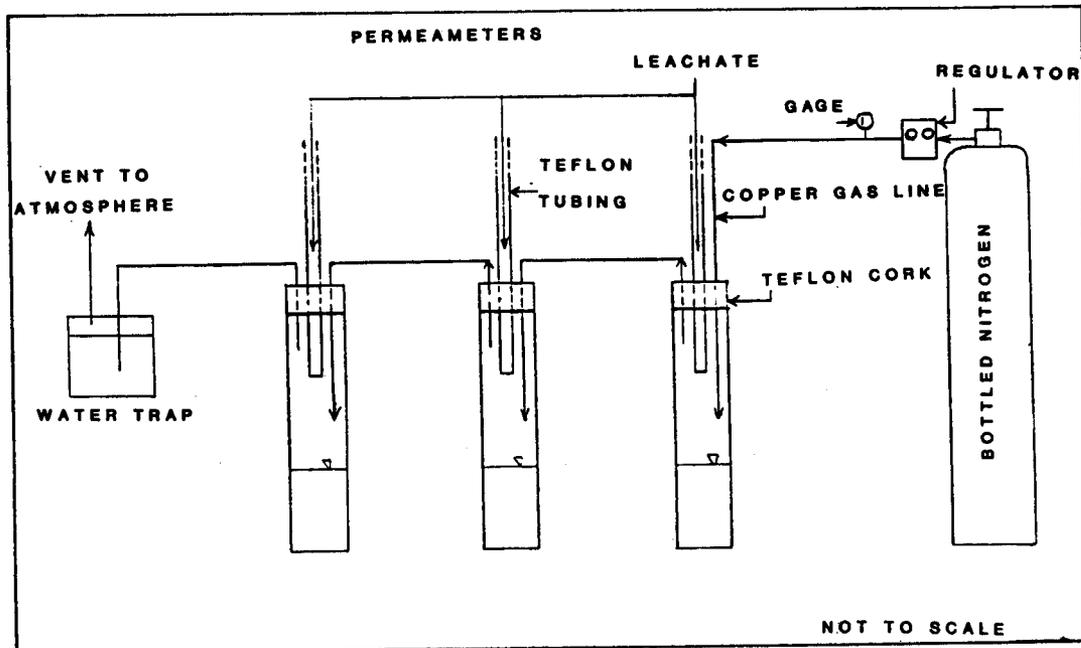 PERMEAMETERS
LEACHATE
REGULATOR
GAGE
VENT TO
ATMOSPHERE
TEFLON
TUBING
COPPER GAS LINE
TEFLON CORK
BOTTLED NITROGEN
WATER TRAP
NOT TO SCALE